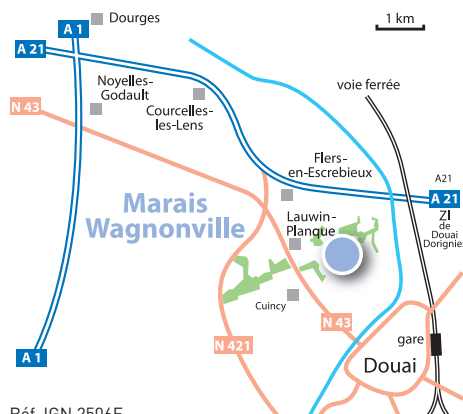 Dourges
1 km
A 1
A 21
voie ferrée
Noyelles-
Godault
N 43
Courcelles-
les-Lens
Flers-
en-Escrebieux
A21
A 21
ZI
de
Douai
Dorignies
Marais
Wagnonville
Lauwin-
Planque
Cuincy
N 43
N 421
gare
A 1
Douai
Réf. IGN 2506E